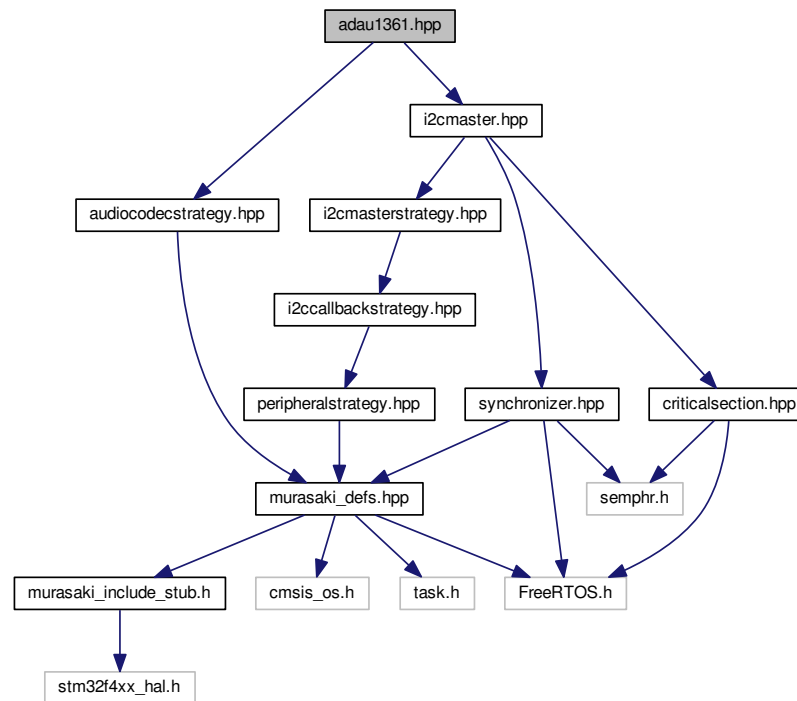 adau1361.hpp
i2cmaster.hpp
audiocodecstrategy.hpp
i2cmasterstrategy.hpp
i2ccallbackstrategy.hpp
peripheralstrategy.hpp
synchronizer.hpp
criticalsection.hpp
murasaki_defs.hpp
semphr.h
murasaki_include_stub.h
cmsis_os.h
task.h
FreeRTOS.h
stm32f4xx_hal.h